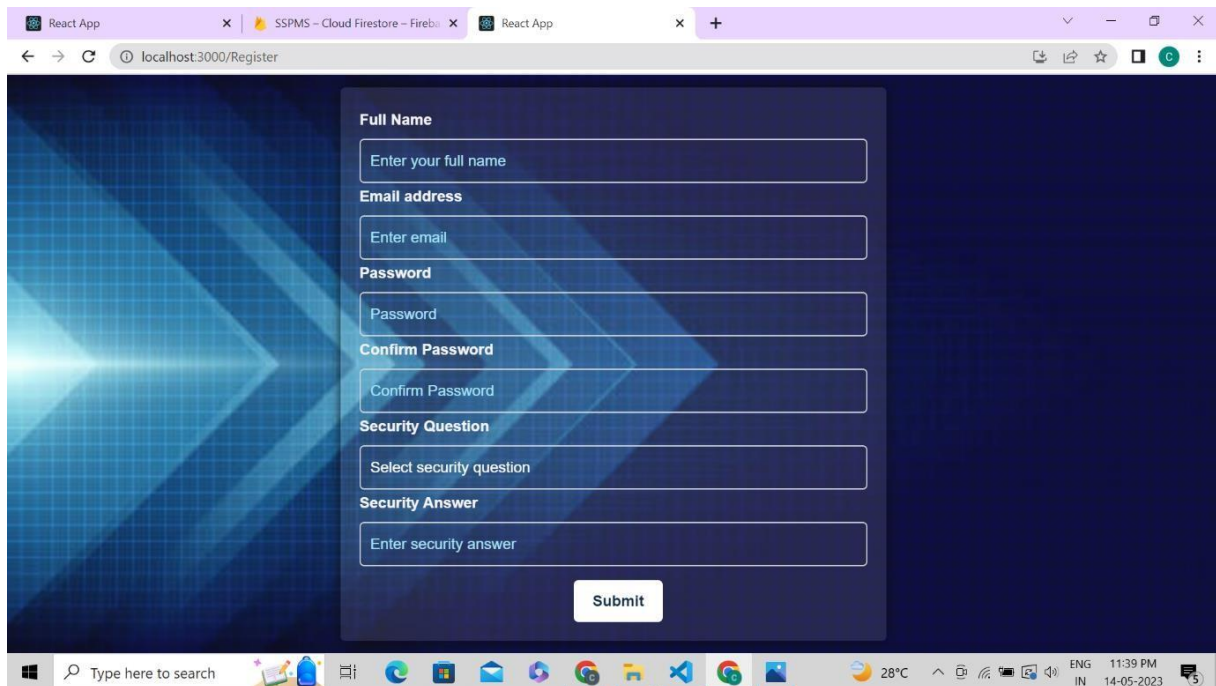 React App
SSPMS – Cloud Firestore – Fireba
React App
localhost:3000/Register
C
Full Name
Enter your full name
Email address
Enter email
Password
Password
Confirm Password
Confirm Password
Security Question
Select security question
Security Answer
Enter security answer
Submit
Type here to search
28°C
ENG
IN
11:39 PM
14-05-2023
5